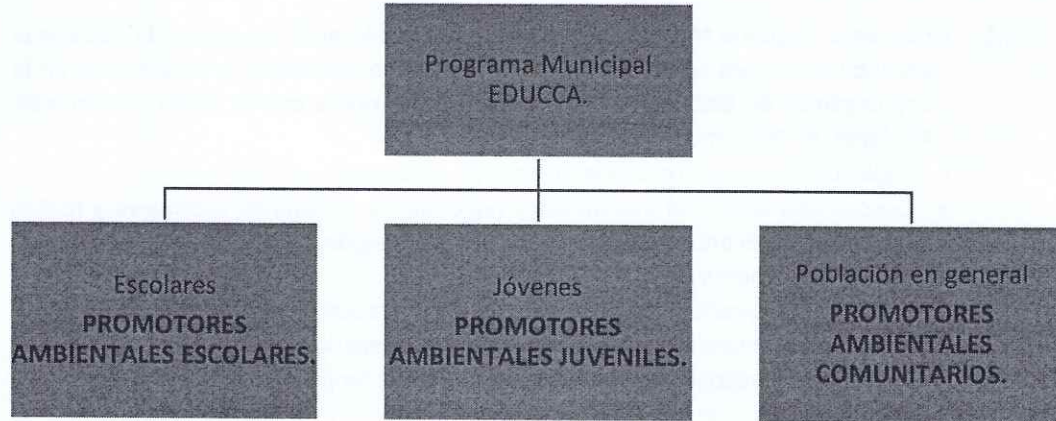 Programa Municipal
EDUCCA.
Escolares
PROMOTORES
AMBIENTALES ESCOLARES.
Jóvenes
PROMOTORES
AMBIENTALES JUVENILES.
Población en general
PROMOTORES
AMBIENTALES
COMUNITARIOS.